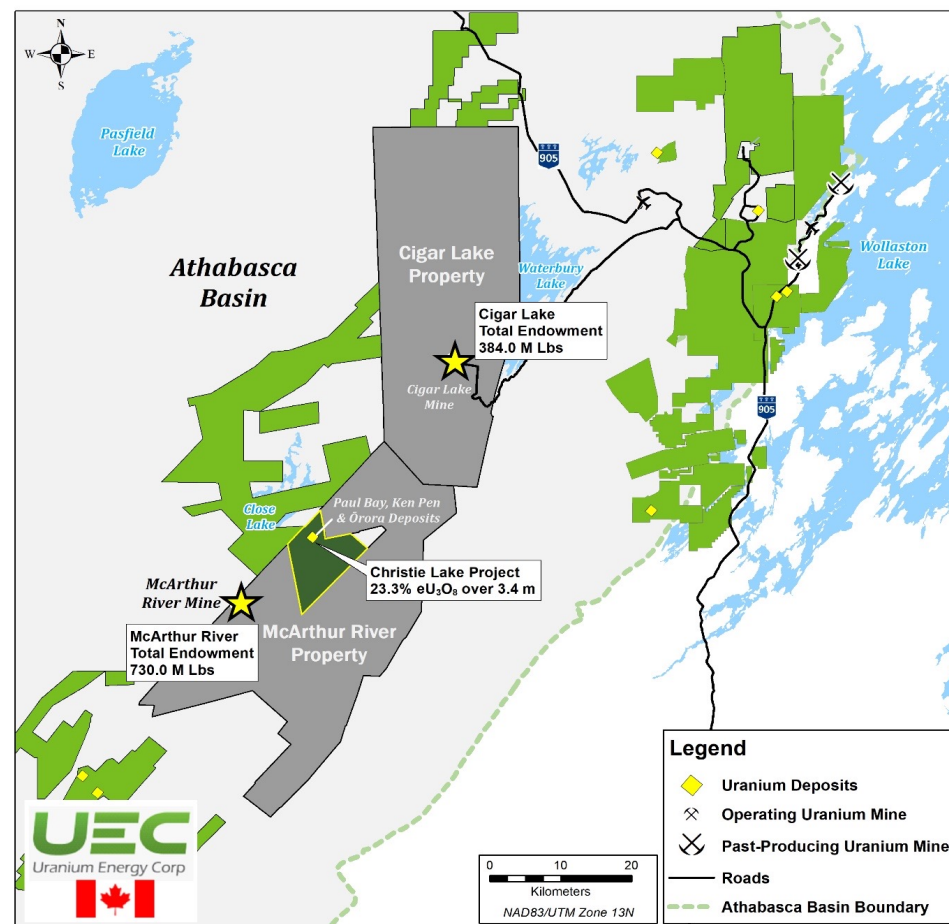 N
W E
S
Pasfield
Lake
905
Athabasca
Basin
Cigar Lake
Property
Waterbury
Lake
Wollaston
Lake
Cigar Lake
Total Endowment
384.0 M Lbs
Cigar Lake
Mine
905
Close
Lake
Paul Bay, Ken Pen
& Ōrora Deposits
Christie Lake Project
23.3% eU₃O₈ over 3.4 m
McArthur
River Mine
McArthur River
Total Endowment
730.0 M Lbs
McArthur River
Property
Legend
Uranium Deposits
Operating Uranium Mine
Past-Producing Uranium Mine
Roads
Athabasca Basin Boundary
UEC
Uranium Energy Corp
0 10 20
Kilometers
NAD83/UTM Zone 13N